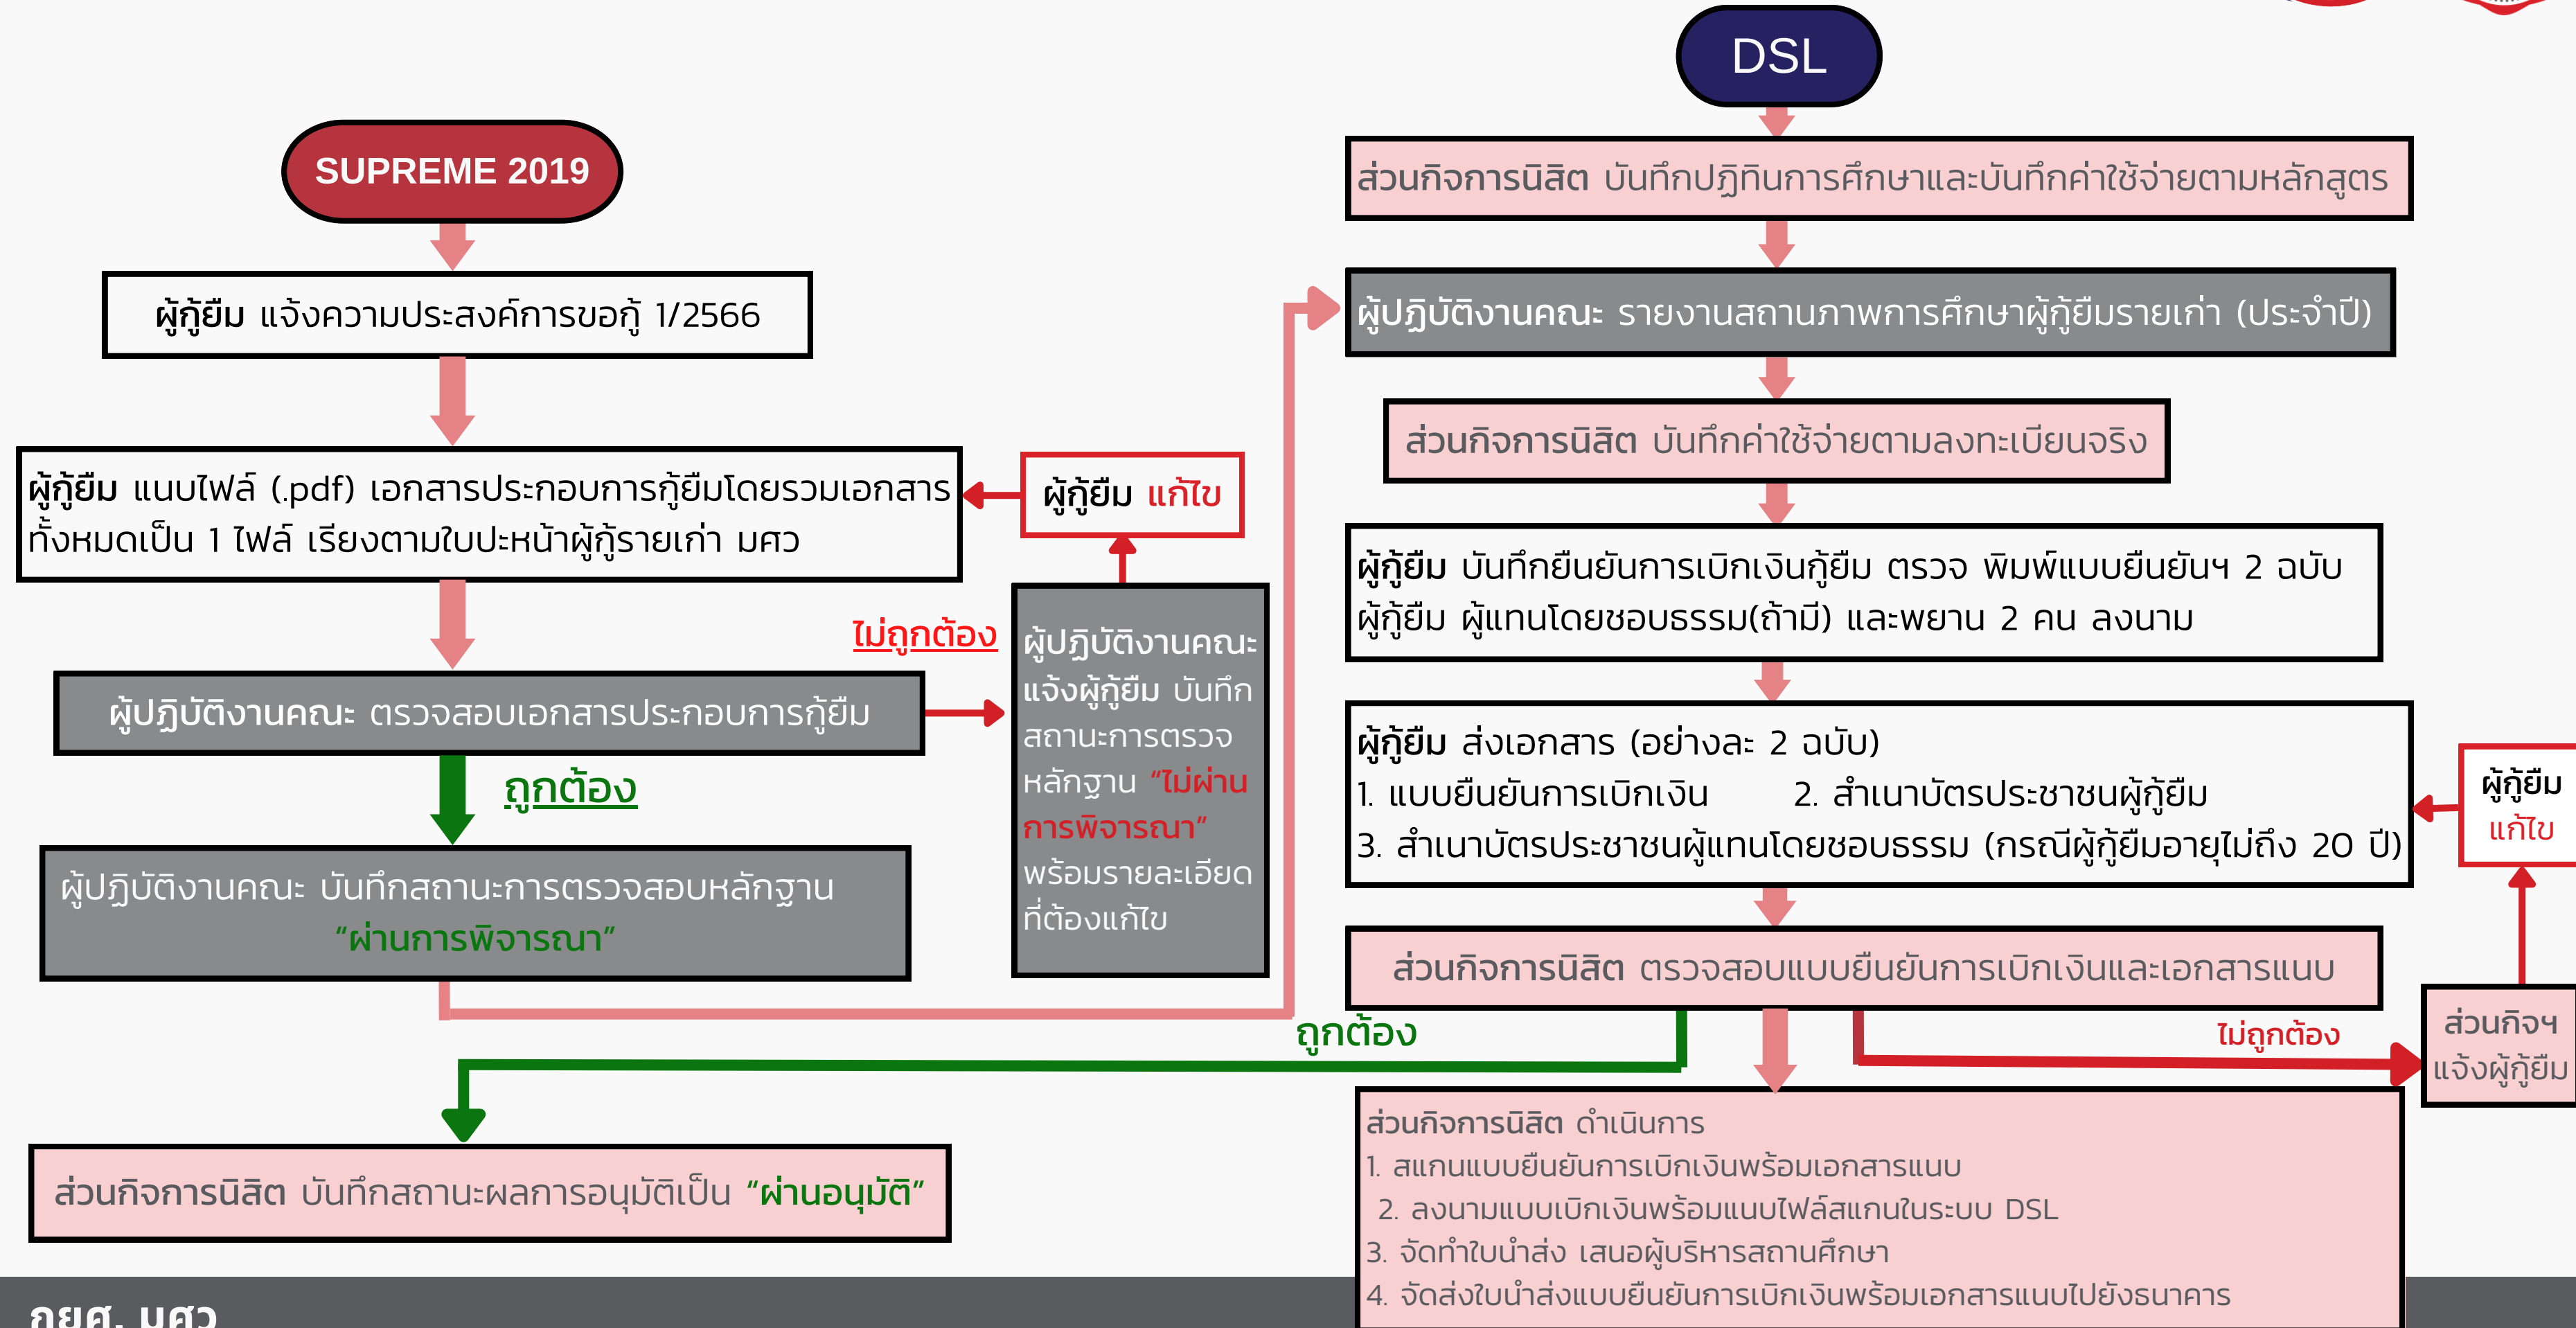 SUPREME 2019
ผู้กู้ยืม แจ้งความประสงค์การขอกู้ 1/2566
ผู้กู้ยืม แนบไฟล์ (.pdf) เอกสารประกอบการกู้ยืมโดยรวมเอกสาร
ทั้งหมดเป็น 1 ไฟล์ เรียงตามใบปะหน้าผู้กู้รายเก่า มศว
ผู้กู้ยืม แก้ไข
ไม่ถูกต้อง
ผู้ปฏิบัติงานคณะ ตรวจสอบเอกสารประกอบการกู้ยืม
ผู้ปฏิบัติงานคณะ
แจ้งผู้กู้ยืม บันทึก
สถานะการตรวจ
หลักฐาน “ไม่ผ่าน
การพิจารณา”
พร้อมรายละเอียด
ที่ต้องแก้ไข
ถูกต้อง
ผู้ปฏิบัติงานคณะ บันทึกสถานะการตรวจสอบหลักฐาน
“ผ่านการพิจารณา”
DSL
ส่วนกิจการนิสิต บันทึกปฏิทินการศึกษาและบันทึกค่าใช้จ่ายตามหลักสูตร
ผู้ปฏิบัติงานคณะ รายงานสถานภาพการศึกษาผู้กู้ยืมรายเก่า (ประจำปี)
ส่วนกิจการนิสิต บันทึกค่าใช้จ่ายตามลงทะเบียนจริง
ผู้กู้ยืม บันทึกยืนยันการเบิกเงินกู้ยืม ตรวจ พิมพ์แบบยืนยันฯ 2 ฉบับ
ผู้กู้ยืม ผู้แทนโดยชอบธรรม(ถ้ามี) และพยาน 2 คน ลงนาม
ผู้กู้ยืม ส่งเอกสาร (อย่างละ 2 ฉบับ)
1. แบบยืนยันการเบิกเงิน 2. สำเนาบัตรประชาชนผู้กู้ยืม
3. สำเนาบัตรประชาชนผู้แทนโดยชอบธรรม (กรณีผู้กู้ยืมอายุไม่ถึง 20 ปี)
ผู้กู้ยืม
แก้ไข
ส่วนกิจการนิสิต ตรวจสอบแบบยืนยันการเบิกเงินและเอกสารแนบ
ถูกต้อง
ไม่ถูกต้อง
ส่วนกิจฯ
แจ้งผู้กู้ยืม
ส่วนกิจการนิสิต บันทึกสถานะผลการอนุมัติเป็น “ผ่านอนุมัติ”
ส่วนกิจการนิสิต ดำเนินการ
1. สแกนแบบยืนยันการเบิกเงินพร้อมเอกสารแนบ
2. ลงนามแบบเบิกเงินพร้อมแนบไฟล์สแกนในระบบ DSL
3. จัดทำใบนำส่ง เสนอผู้บริหารสถานศึกษา
4. จัดส่งใบนำส่งแบบยืนยันการเบิกเงินพร้อมเอกสารแนบไปยังธนาคาร
กยศ. มศว